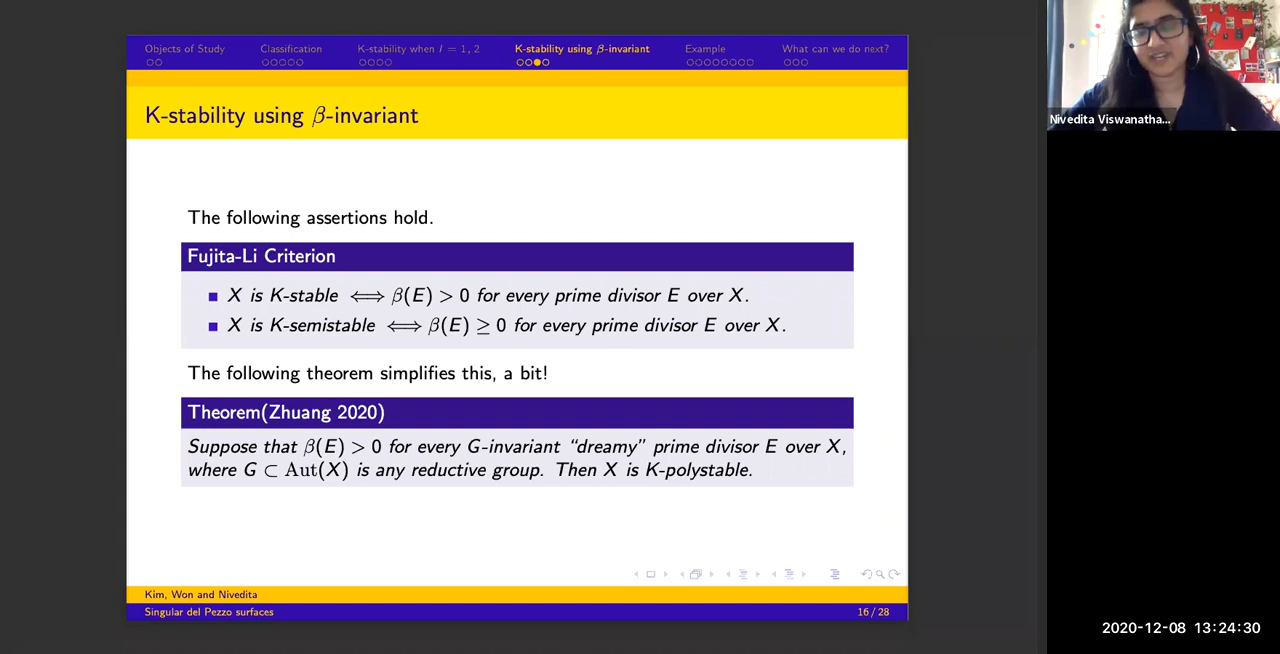 Objects of Study Classification K-stability when I = 1, 2 K-stability using β-invariant Example What can we do next?
K-stability using β-invariant
The following assertions hold.
Fujita-Li Criterion
X is K-stable ⟺ β(E) > 0 for every prime divisor E over X.
X is K-semistable ⟺ β(E) ≥ 0 for every prime divisor E over X.
The following theorem simplifies this, a bit!
Theorem(Zhuang 2020)
Suppose that β(E) > 0 for every G-invariant “dreamy” prime divisor E over X,
where G ⊂ Aut(X) is any reductive group. Then X is K-polystable.
Kim, Won and Nivedita
Singular del Pezzo surfaces 16 / 28
Nivedita Viswanatha...
2020-12-08 13:24:30